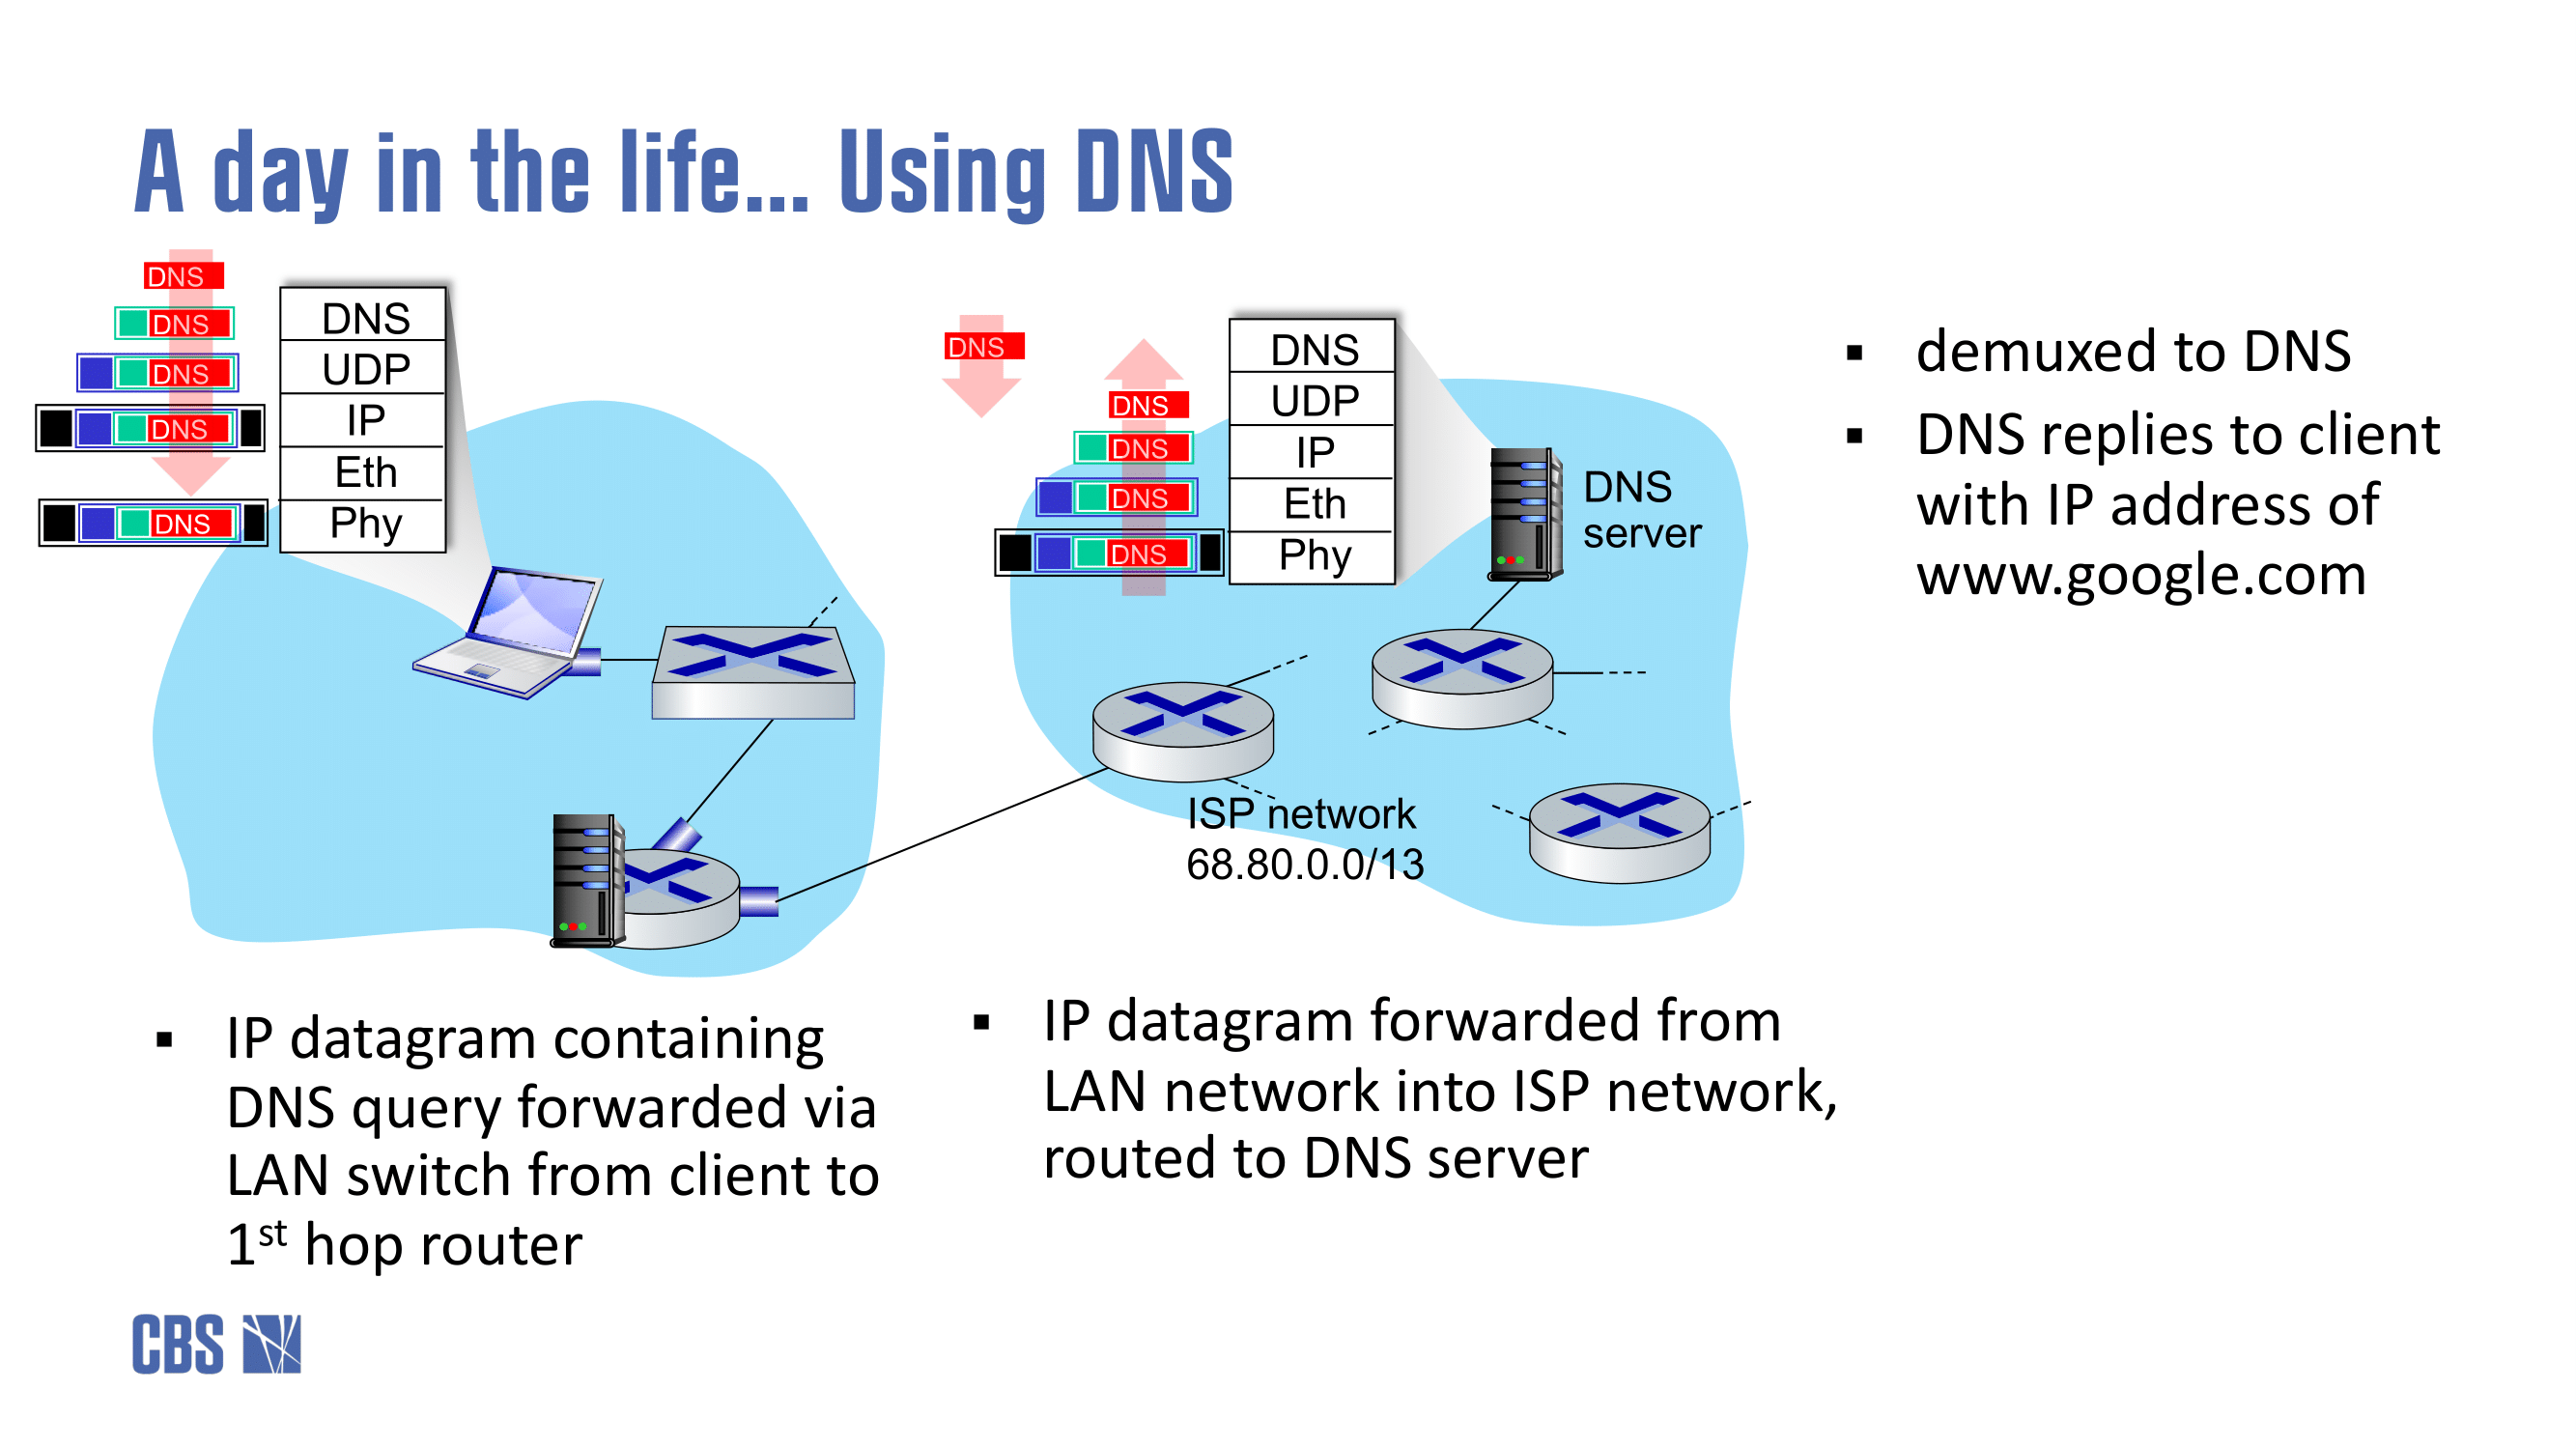 A day in the life... Using DNS
DNS
DNS
DNS
DNS
DNS
DNS
UDP
IP
Eth
Phy
DNS
DNS
DNS
DNS
DNS
DNS
UDP
IP
Eth
Phy
DNS
server
ISP network
68.80.0.0/13
▪ demuxed to DNS
▪ DNS replies to client
with IP address of
www.google.com
▪ IP datagram containing
DNS query forwarded via
LAN switch from client to
1st hop router
▪ IP datagram forwarded from
LAN network into ISP network,
routed to DNS server
CBS